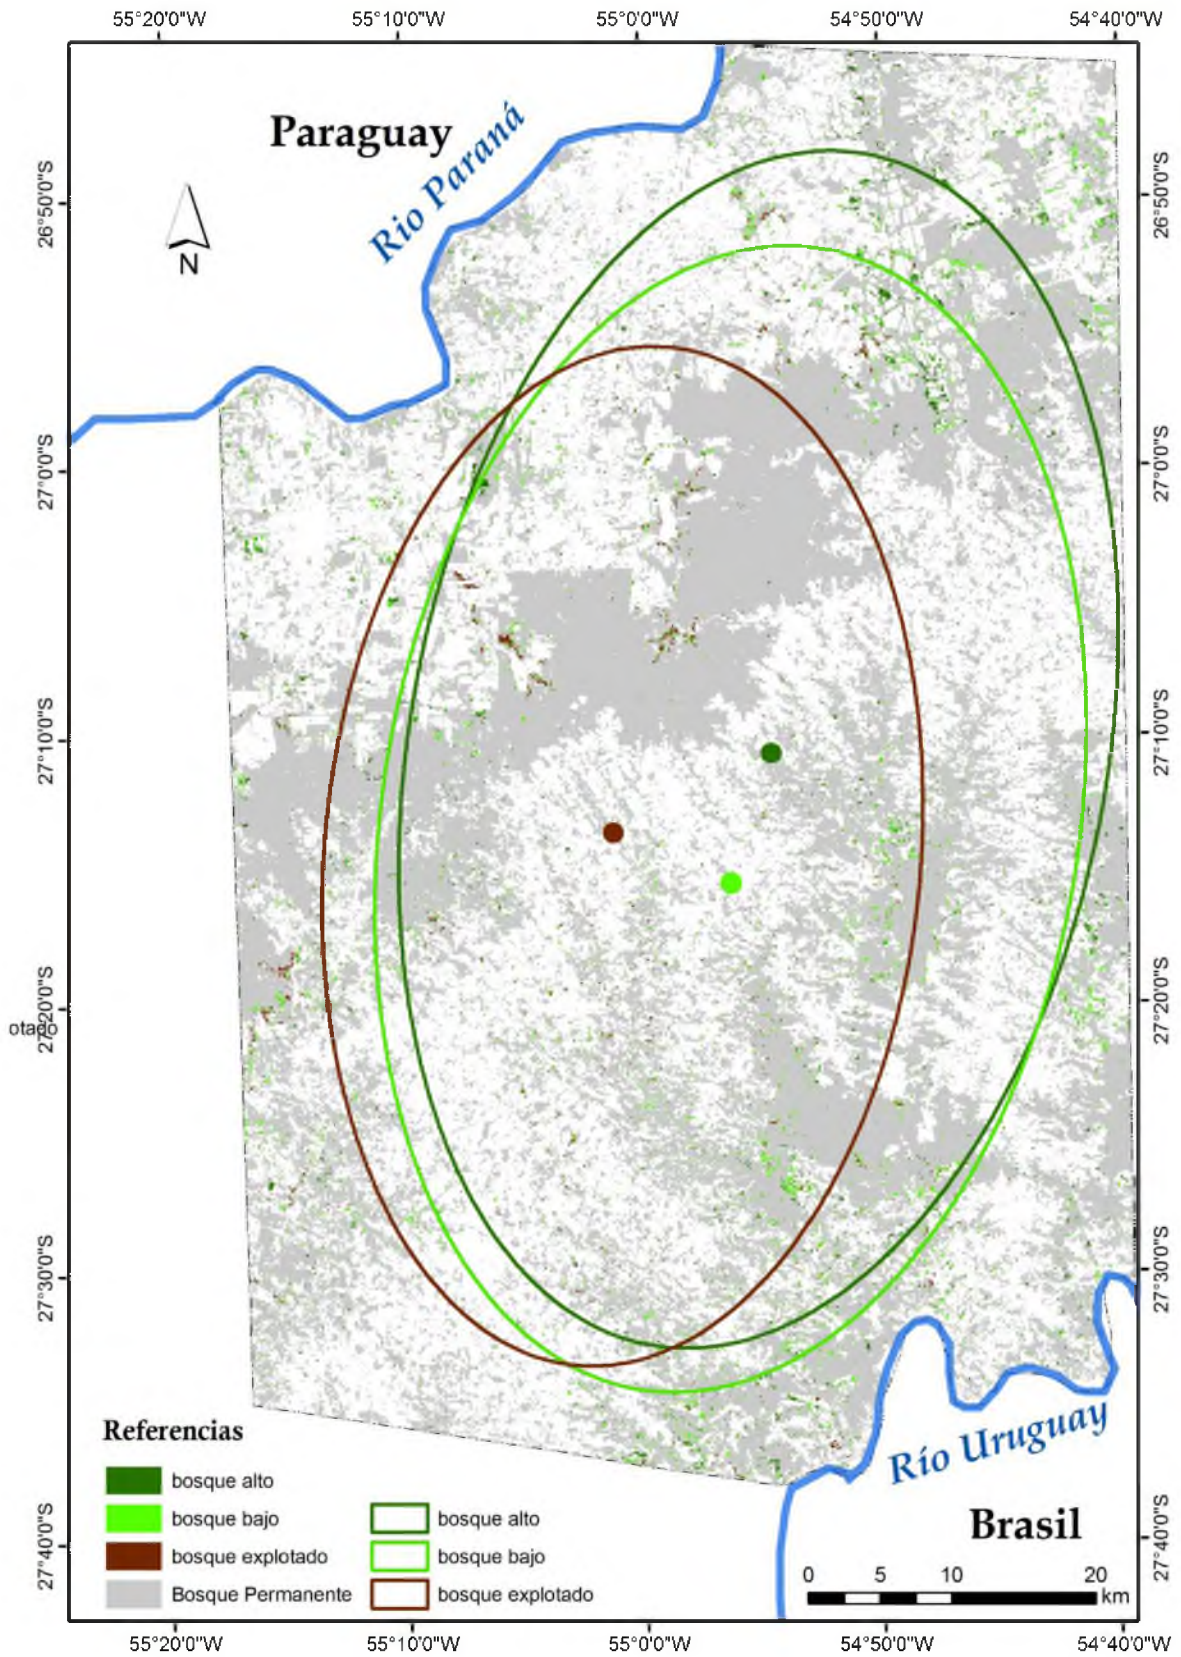 55°20'0"W 55°10'0"W 55°0'0"W 54°50'0"W 54°40'0"W
Paraguay
Rio Paraná
N
26°50'0"S
26°50'0"S
27°0'0"S
27°0'0"S
27°10'0"S
27°10'0"S
27°20'0"S
27°20'0"S
otado
27°30'0"S
27°30'0"S
27°40'0"S
27°40'0"S
Río Uruguay
Brasil
Referencias
bosque alto
bosque bajo
bosque explotado
Bosque Permanente
bosque alto
bosque bajo
bosque explotado
0 5 10 20
km
55°20'0"W 55°10'0"W 55°0'0"W 54°50'0"W 54°40'0"W